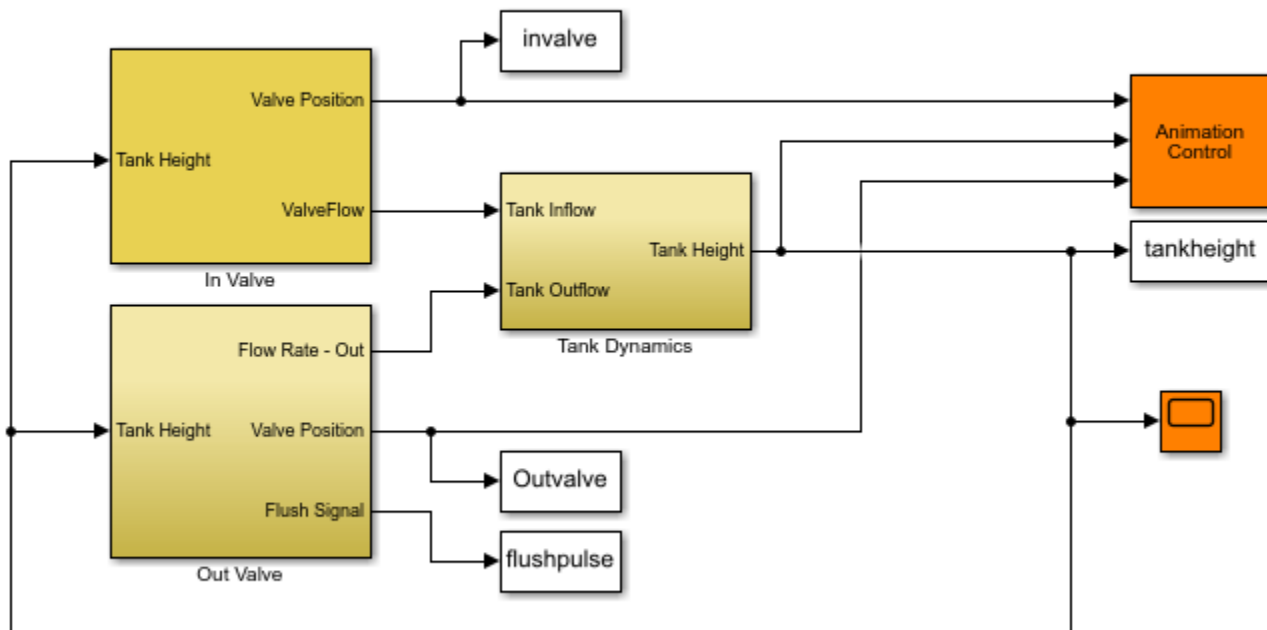 invalve
Valve Position
Tank Height
ValveFlow
In Valve
Animation
Control
Tank Inflow
Tank Height
Tank Outflow
Tank Dynamics
tankheight
Flow Rate - Out
Tank Height
Valve Position
Flush Signal
Out Valve
Outvalve
flushpulse